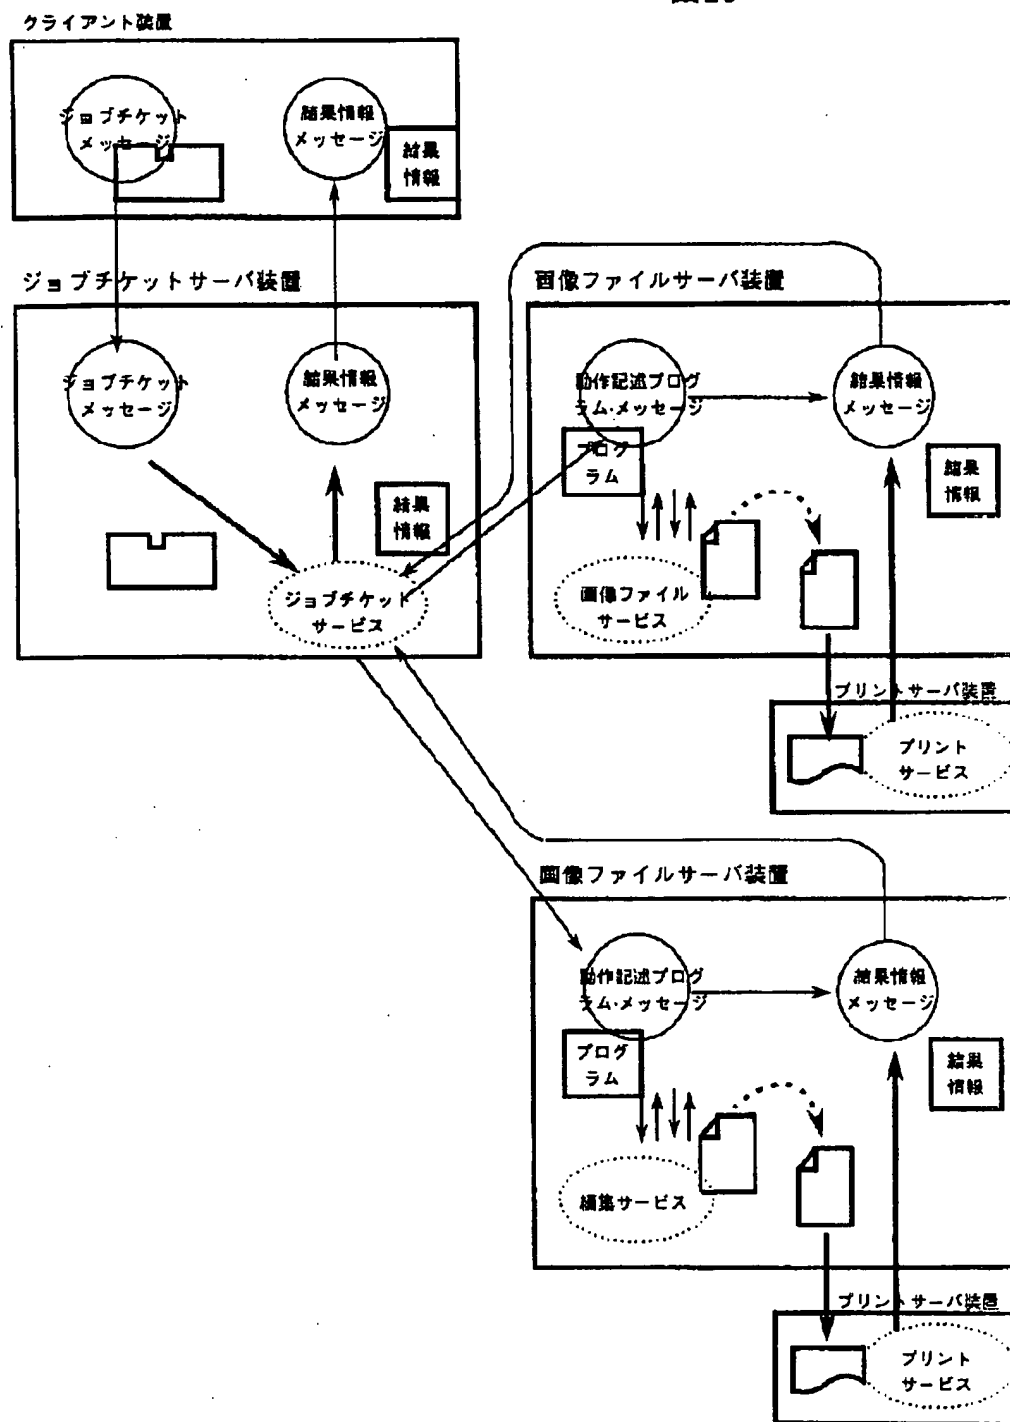 クライアント装置
ジョブチケット
メッセージ
結果情報
メッセージ
結果
情報
ジョブチケットサーバ装置
ジョブチケット
メッセージ
結果情報
メッセージ
結果
情報
ジョブチケット
サービス
画像ファイルサーバ装置
動作記述プログ
ラム・メッセージ
結果情報
メッセージ
プログ
ラム
結果
情報
画像ファイル
サービス
プリントサーバ装置
プリント
サービス
画像ファイルサーバ装置
動作記述プログ
ラム・メッセージ
結果情報
メッセージ
プログ
ラム
結果
情報
編集サービス
プリントサーバ装置
プリント
サービス